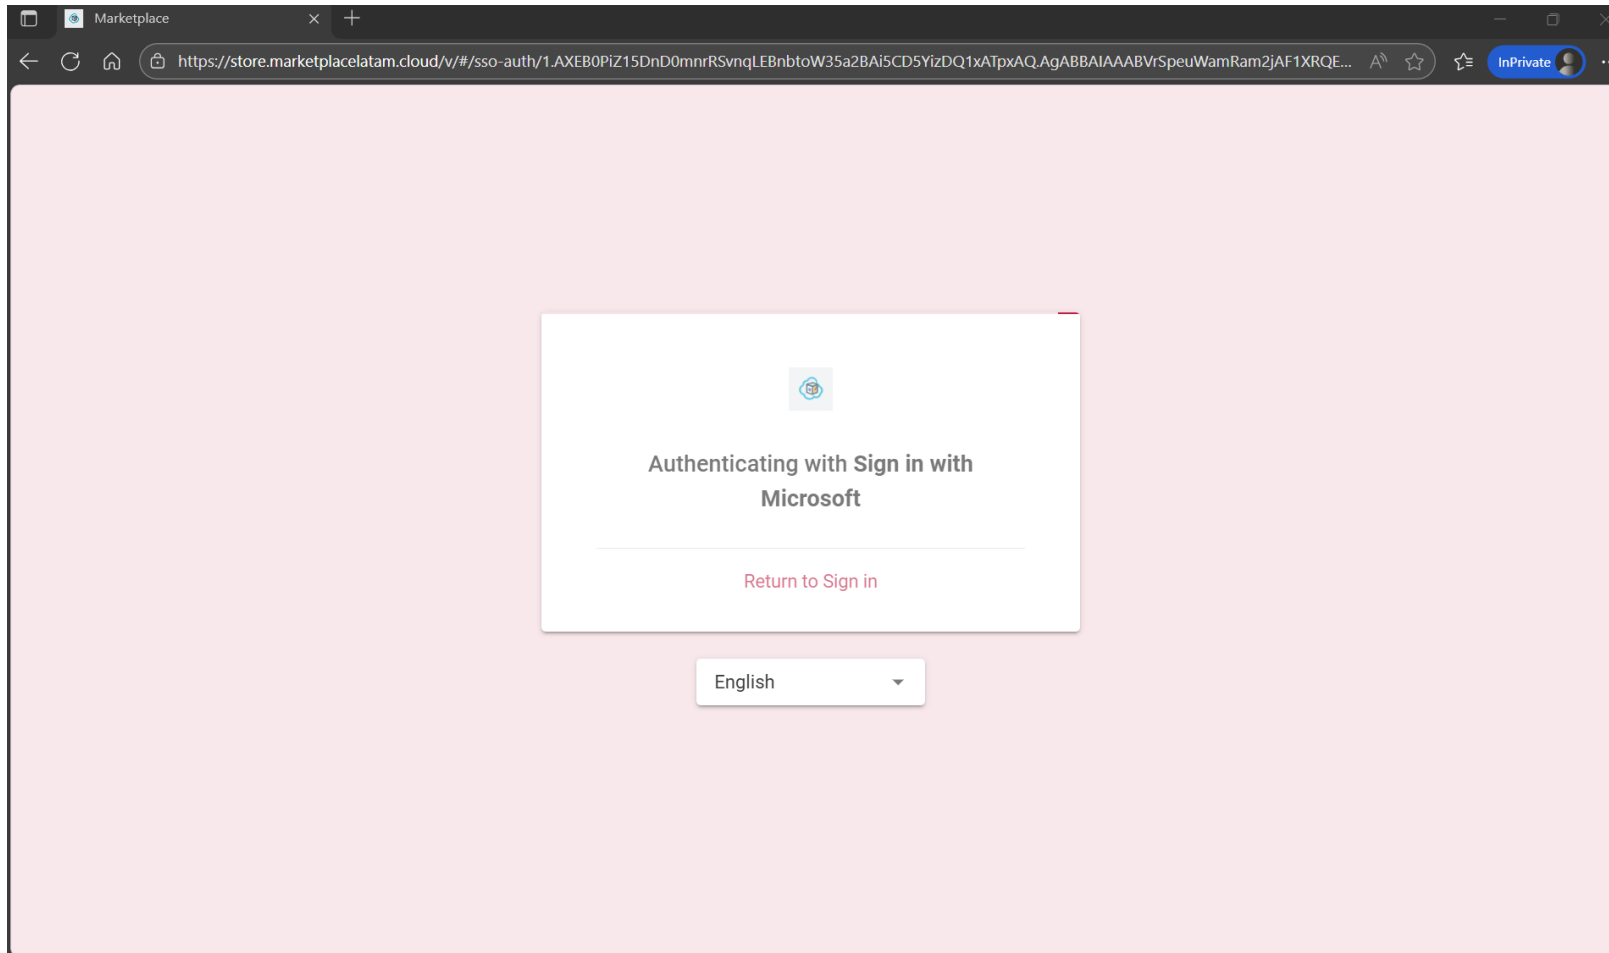 Marketplace
https://store.marketplacelatam.cloud/v/#/sso-auth/1.AXEB0PiZ15DnD0mnrRSvnqLEBnbtoW35a2BAi5CD5YizDQ1xATpxAQ.AgABBAIAAABVrSpeuWamRam2jAF1XRQE...
InPrivate
Authenticating with Sign in with
Microsoft
Return to Sign in
English